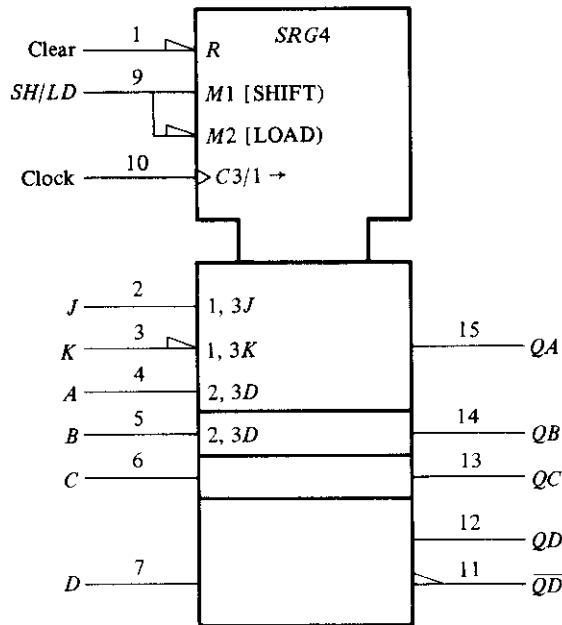 1
SRG4
Clear
R
9
SH/LD
M1 [SHIFT)
M2 [LOAD)
10
Clock
C3/1 →
2
J
1, 3J
3
15
K
1, 3K
QA
4
A
2, 3D
5
14
B
2, 3D
QB
6
13
C
QC
12
QD
7
11
D
Q̅D̅